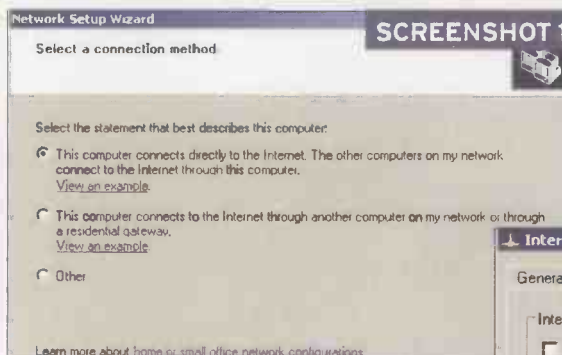 Network Setup Wizard
SCREENSHOT 1
Select a connection method
Select the statement that best describes this computer:
This computer connects directly to the Internet. The other computers on my network
connect to the Internet through this computer.
View an example.
This computer connects to the Internet through another computer on my network or through
a residential gateway.
View an example.
Other
Inter
Genera
Inte
Learn more about home or small office network configurations.